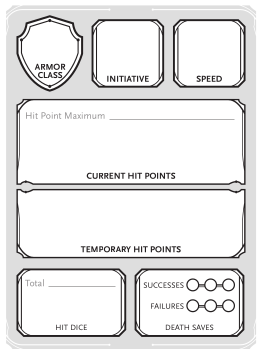 ARMOR
CLASS
INITIATIVE
SPEED
Hit Point Maximum
CURRENT HIT POINTS
TEMPORARY HIT POINTS
Total
HIT DICE
SUCCESSES
FAILURES
DEATH SAVES